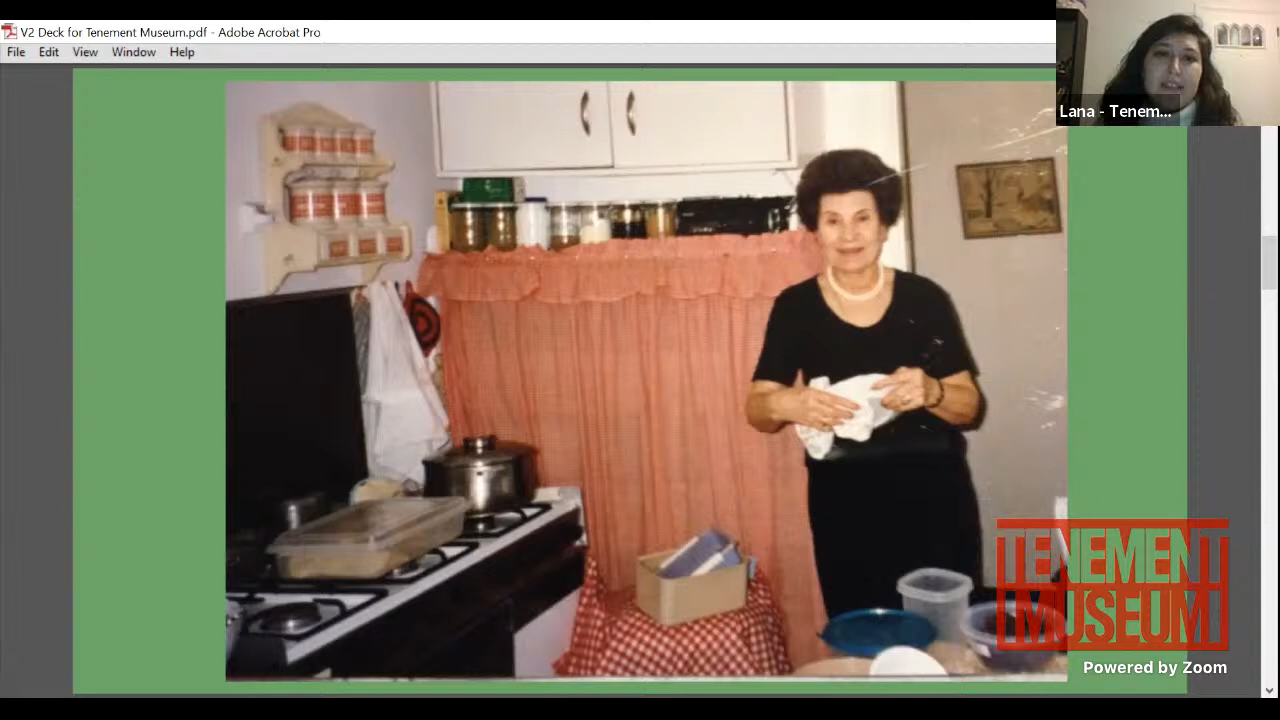 V2 Deck for Tenement Museum.pdf - Adobe Acrobat Pro
File Edit View Window Help
Lana - Tenem...
TENEMENT
MUSEUM
Powered by Zoom